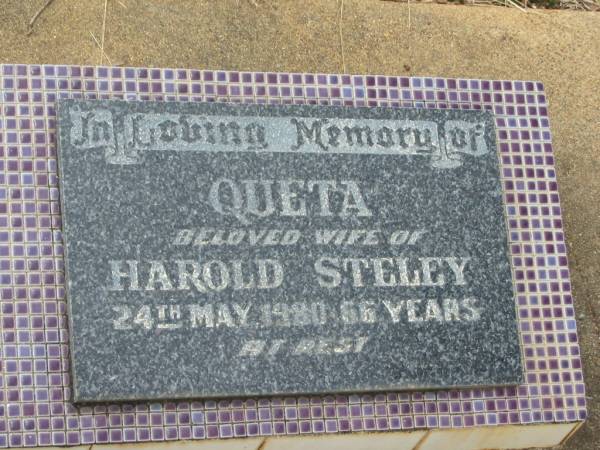 In Loving Memory of
QUETA
BELOVED WIFE OF
HAROLD STELEY
24TH MAY 1980. 66 YEARS
AT REST